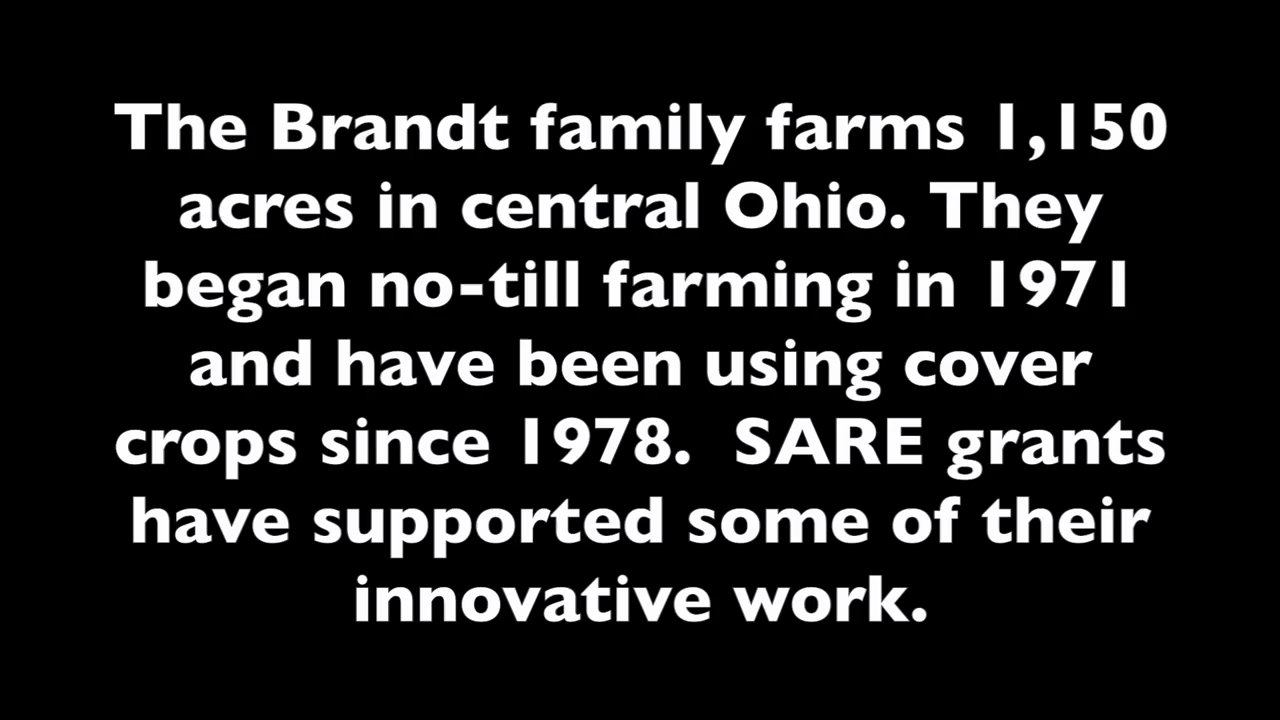 The Brandt family farms 1,150
acres in central Ohio. They
began no-till farming in 1971
and have been using cover
crops since 1978.  SARE grants
have supported some of their
innovative work.